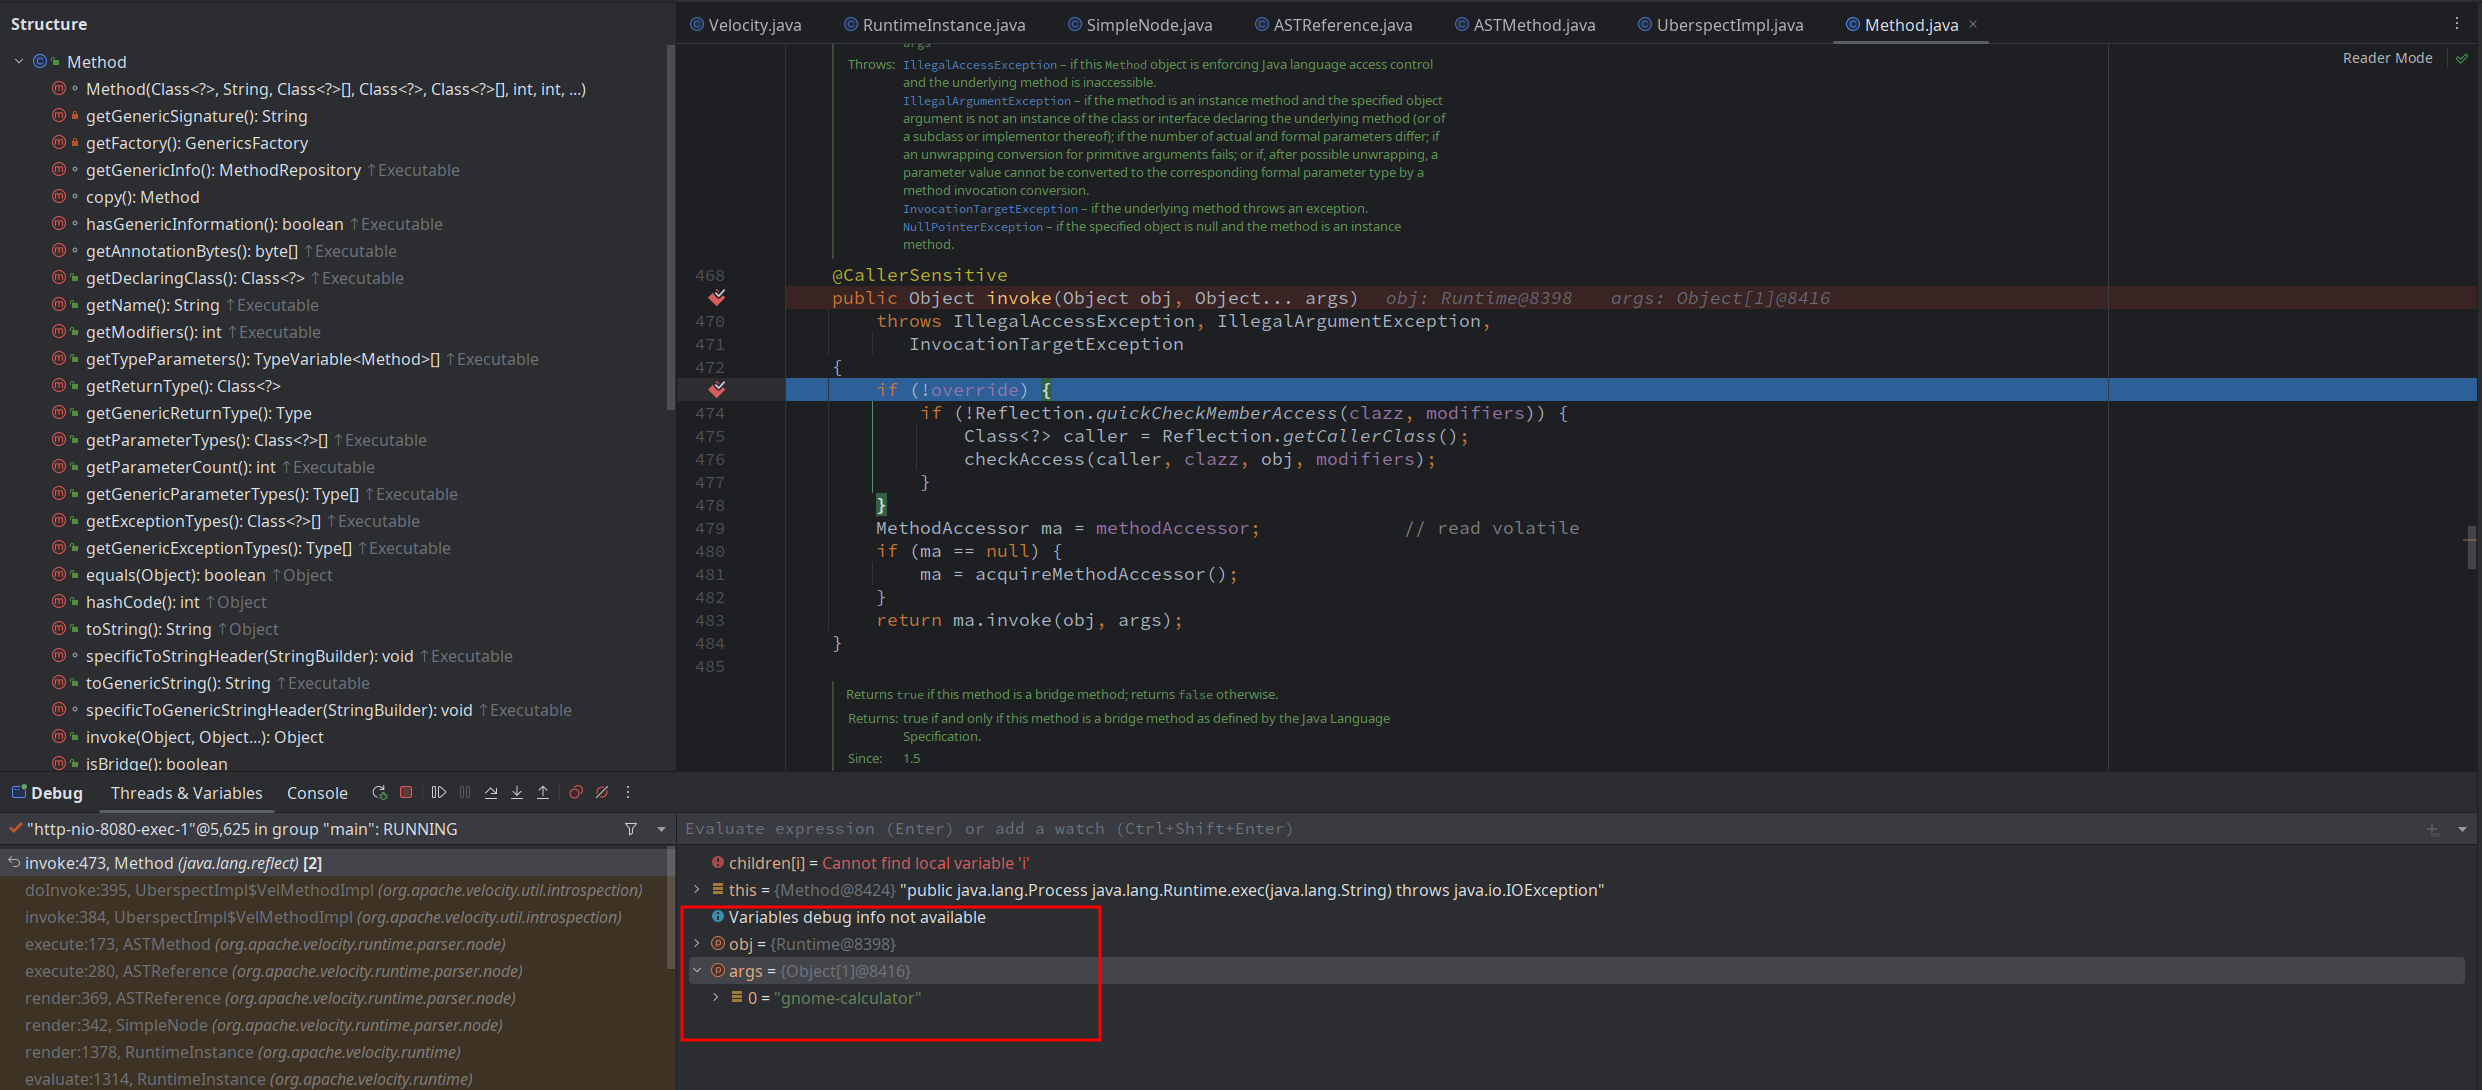 Structure
Method
Method(Class<?>, String, Class<?>[], Class<?>, Class<?>[], int, int, ...)
getGenericSignature(): String
getFactory(): GenericsFactory
getGenericInfo(): MethodRepository ↑Executable
copy(): Method
hasGenericInformation(): boolean ↑Executable
getAnnotationBytes(): byte[] ↑Executable
getDeclaringClass(): Class<?> ↑Executable
getName(): String ↑Executable
getModifiers(): int ↑Executable
getTypeParameters(): TypeVariable<Method>[] ↑Executable
getReturnType(): Class<?>
getGenericReturnType(): Type
getParameterTypes(): Class<?>[] ↑Executable
getParameterCount(): int ↑Executable
getGenericParameterTypes(): Type[] ↑Executable
getExceptionTypes(): Class<?>[] ↑Executable
getGenericExceptionTypes(): Type[] ↑Executable
equals(Object): boolean ↑Object
hashCode(): int ↑Object
toString(): String ↑Object
specificToStringHeader(StringBuilder): void ↑Executable
toGenericString(): String ↑Executable
specificToGenericStringHeader(StringBuilder): void ↑Executable
invoke(Object, Object...): Object
isBridge(): boolean
Velocity.java RuntimeInstance.java SimpleNode.java ASTReference.java ASTMethod.java UberspectImpl.java Method.java
Reader Mode
args
Throws: IllegalAccessException – if this Method object is enforcing Java language access control
and the underlying method is inaccessible.
IllegalArgumentException – if the method is an instance method and the specified object
argument is not an instance of the class or interface declaring the underlying method (or of
a subclass or implementor thereof); if the number of actual and formal parameters differ; if
an unwrapping conversion for primitive arguments fails; or if, after possible unwrapping, a
parameter value cannot be converted to the corresponding formal parameter type by a
method invocation conversion.
InvocationTargetException – if the underlying method throws an exception.
NullPointerException – if the specified object is null and the method is an instance
method.
468 @CallerSensitive
public Object invoke(Object obj, Object... args) obj: Runtime@8398 args: Object[1]@8416
470 throws IllegalAccessException, IllegalArgumentException,
471 InvocationTargetException
472 {
if (!override) {
474 if (!Reflection.quickCheckMemberAccess(clazz, modifiers)) {
475 Class<?> caller = Reflection.getCallerClass();
476 checkAccess(caller, clazz, obj, modifiers);
477 }
478 }
479 MethodAccessor ma = methodAccessor; // read volatile
480 if (ma == null) {
481 ma = acquireMethodAccessor();
482 }
483 return ma.invoke(obj, args);
484 }
485
Returns true if this method is a bridge method; returns false otherwise.
Returns: true if and only if this method is a bridge method as defined by the Java Language
Specification.
Since: 1.5
Debug Threads & Variables Console
"http-nio-8080-exec-1"@5,625 in group "main": RUNNING
invoke:473, Method (java.lang.reflect) [2]
doInvoke:395, UberspectImpl$VelMethodImpl (org.apache.velocity.util.introspection)
invoke:384, UberspectImpl$VelMethodImpl (org.apache.velocity.util.introspection)
execute:173, ASTMethod (org.apache.velocity.runtime.parser.node)
execute:280, ASTReference (org.apache.velocity.runtime.parser.node)
render:369, ASTReference (org.apache.velocity.runtime.parser.node)
render:342, SimpleNode (org.apache.velocity.runtime.parser.node)
render:1378, RuntimeInstance (org.apache.velocity.runtime)
evaluate:1314, RuntimeInstance (org.apache.velocity.runtime)
Evaluate expression (Enter) or add a watch (Ctrl+Shift+Enter)
children[i] = Cannot find local variable 'i'
this = {Method@8424} "public java.lang.Process java.lang.Runtime.exec(java.lang.String) throws java.io.IOException"
Variables debug info not available
obj = {Runtime@8398}
args = {Object[1]@8416}
0 = "gnome-calculator"